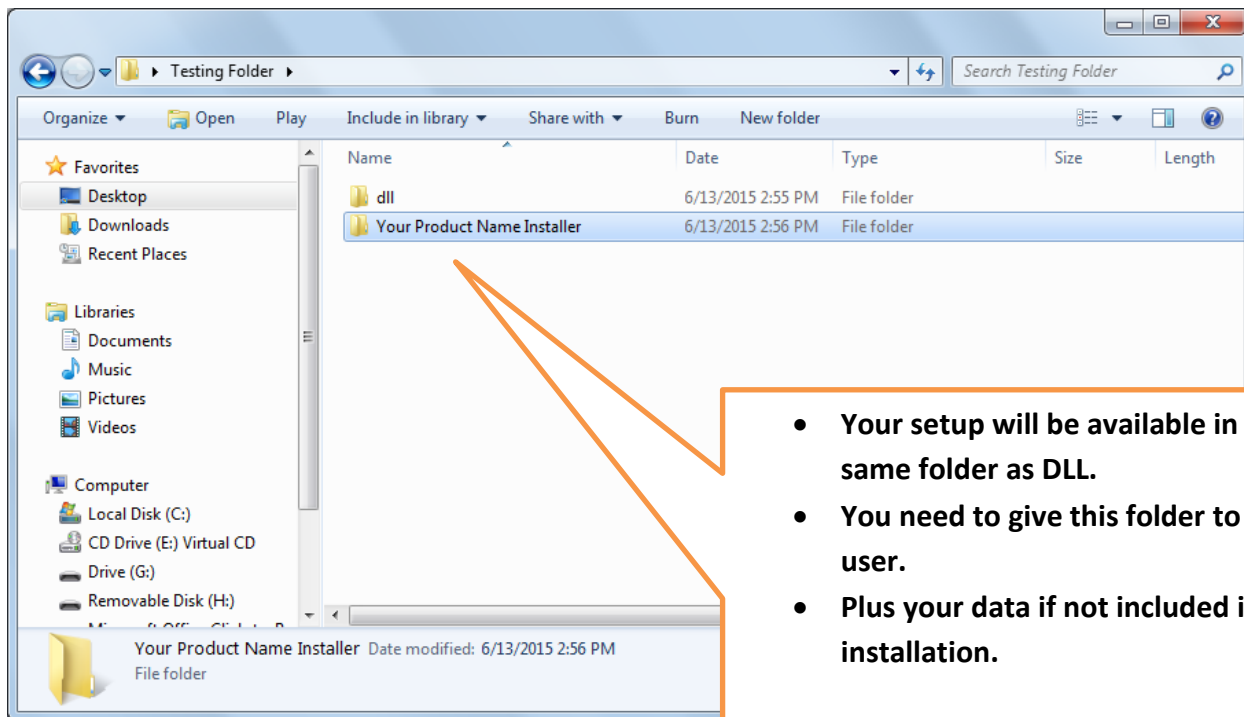 Testing Folder
Search Testing Folder
Organize Open Play Include in library Share with Burn New folder
Name Date Type Size Length
Favorites
Desktop
Downloads
Recent Places
Libraries
Documents
Music
Pictures
Videos
Computer
Local Disk (C:)
CD Drive (E:) Virtual CD
Drive (G:)
Removable Disk (H:)
dll 6/13/2015 2:55 PM File folder
Your Product Name Installer 6/13/2015 2:56 PM File folder
• Your setup will be available in
same folder as DLL.
• You need to give this folder to
user.
• Plus your data if not included i
installation.
Your Product Name Installer Date modified: 6/13/2015 2:56 PM
File folder